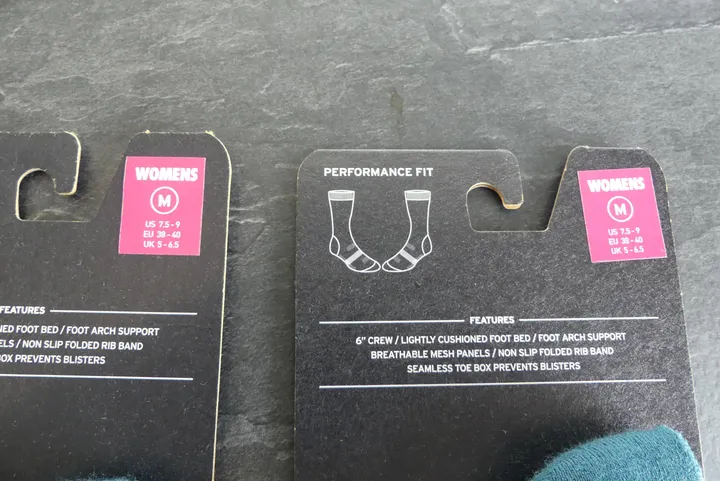 WOMENS
M
US 7.5 - 9
EU 38 - 40
UK 5 - 6.5
FEATURES
FOOT BED / FOOT ARCH SUPPORT
/ NON SLIP FOLDED RIB BAND
PREVENTS BLISTERS
PERFORMANCE FIT
WOMENS
M
US 7.5 - 9
EU 38 - 40
UK 5 - 6.5
FEATURES
6" CREW / LIGHTLY CUSHIONED FOOT BED / FOOT ARCH SUPPORT
BREATHABLE MESH PANELS / NON SLIP FOLDED RIB BAND
SEAMLESS TOE BOX PREVENTS BLISTERS